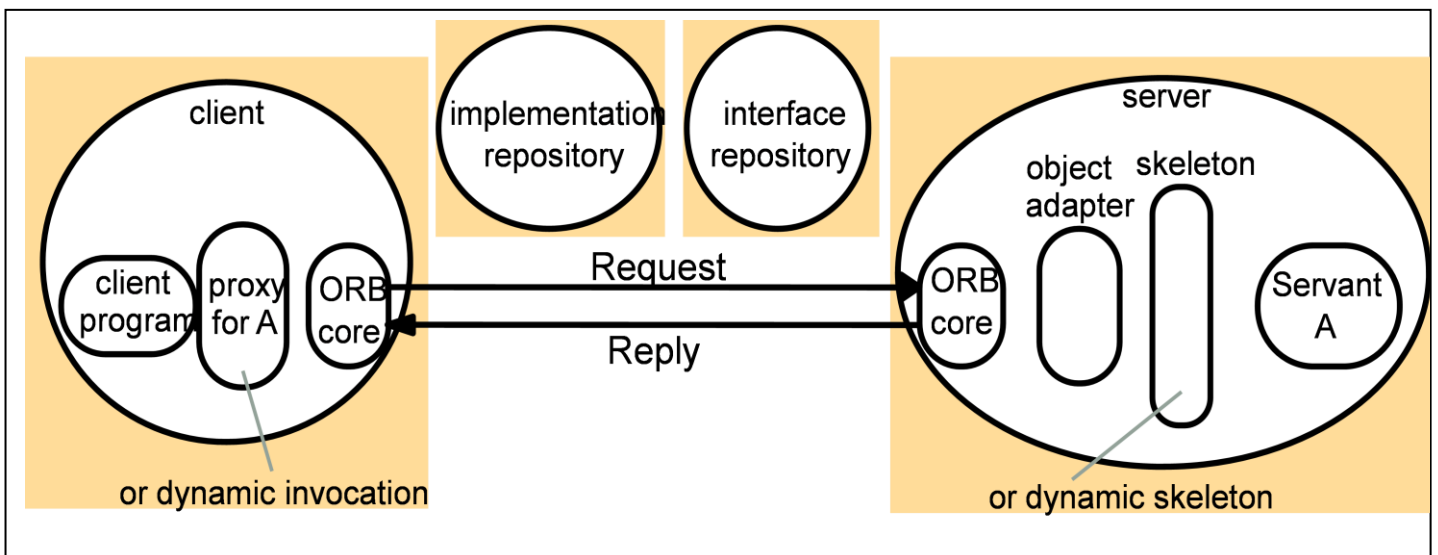 client
implementation
repository
interface
repository
server
object
adapter
skeleton
client
program
proxy
for A
ORB
core
Request
Reply
ORB
core
Servant
A
or dynamic invocation
or dynamic skeleton